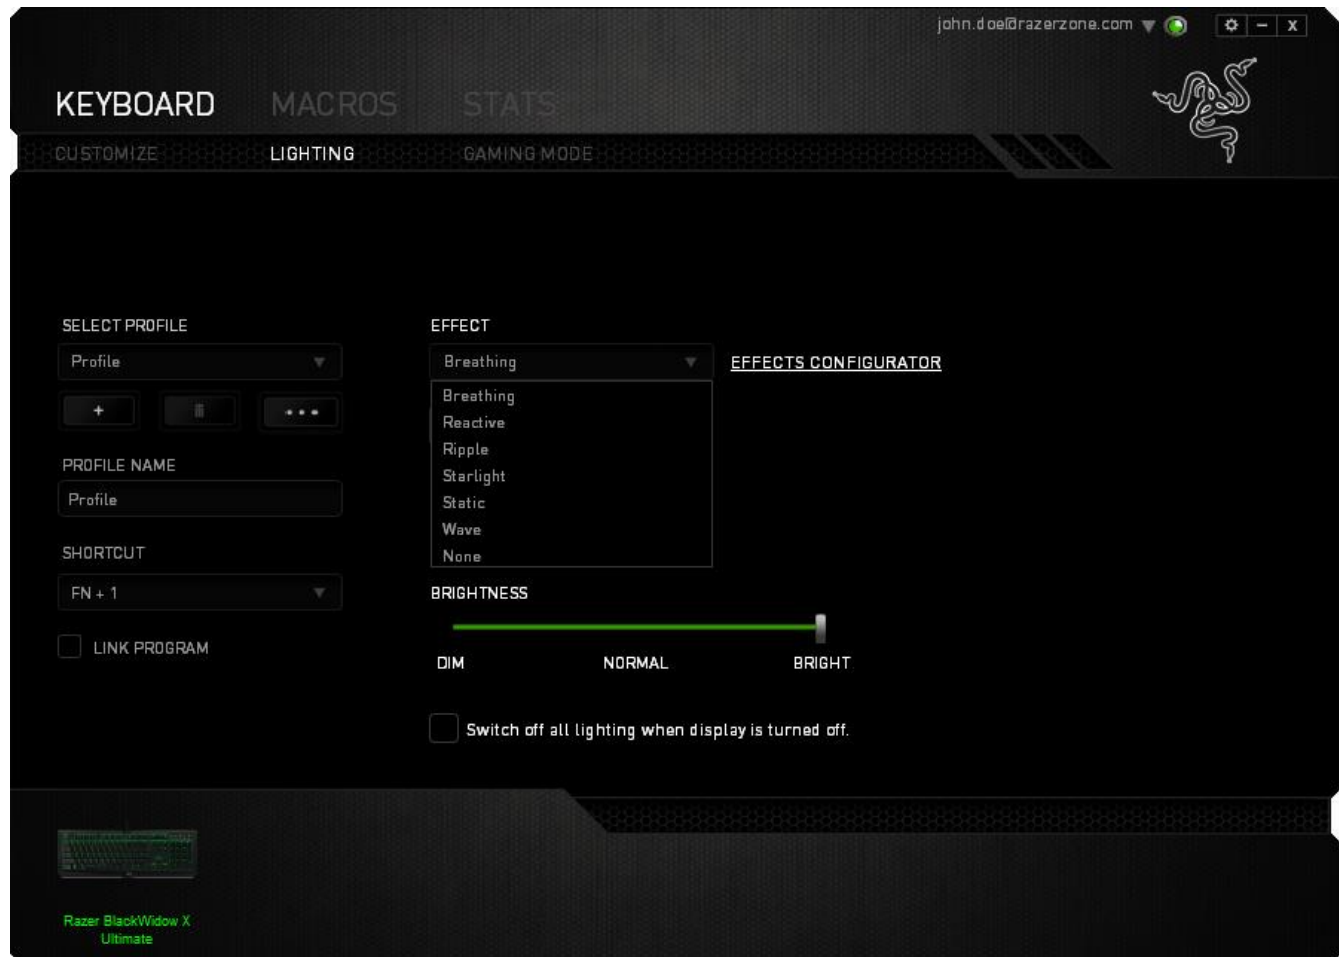 john.doe@razerzone.com
KEYBOARD MACROS STATS
CUSTOMIZE LIGHTING GAMING MODE
SELECT PROFILE
Profile
PROFILE NAME
Profile
SHORTCUT
FN + 1
LINK PROGRAM
EFFECT
Breathing
EFFECTS CONFIGURATOR
Breathing
Reactive
Ripple
Starlight
Static
Wave
None
BRIGHTNESS
DIM NORMAL BRIGHT
Switch off all lighting when display is turned off.
Razer BlackWidow X
Ultimate